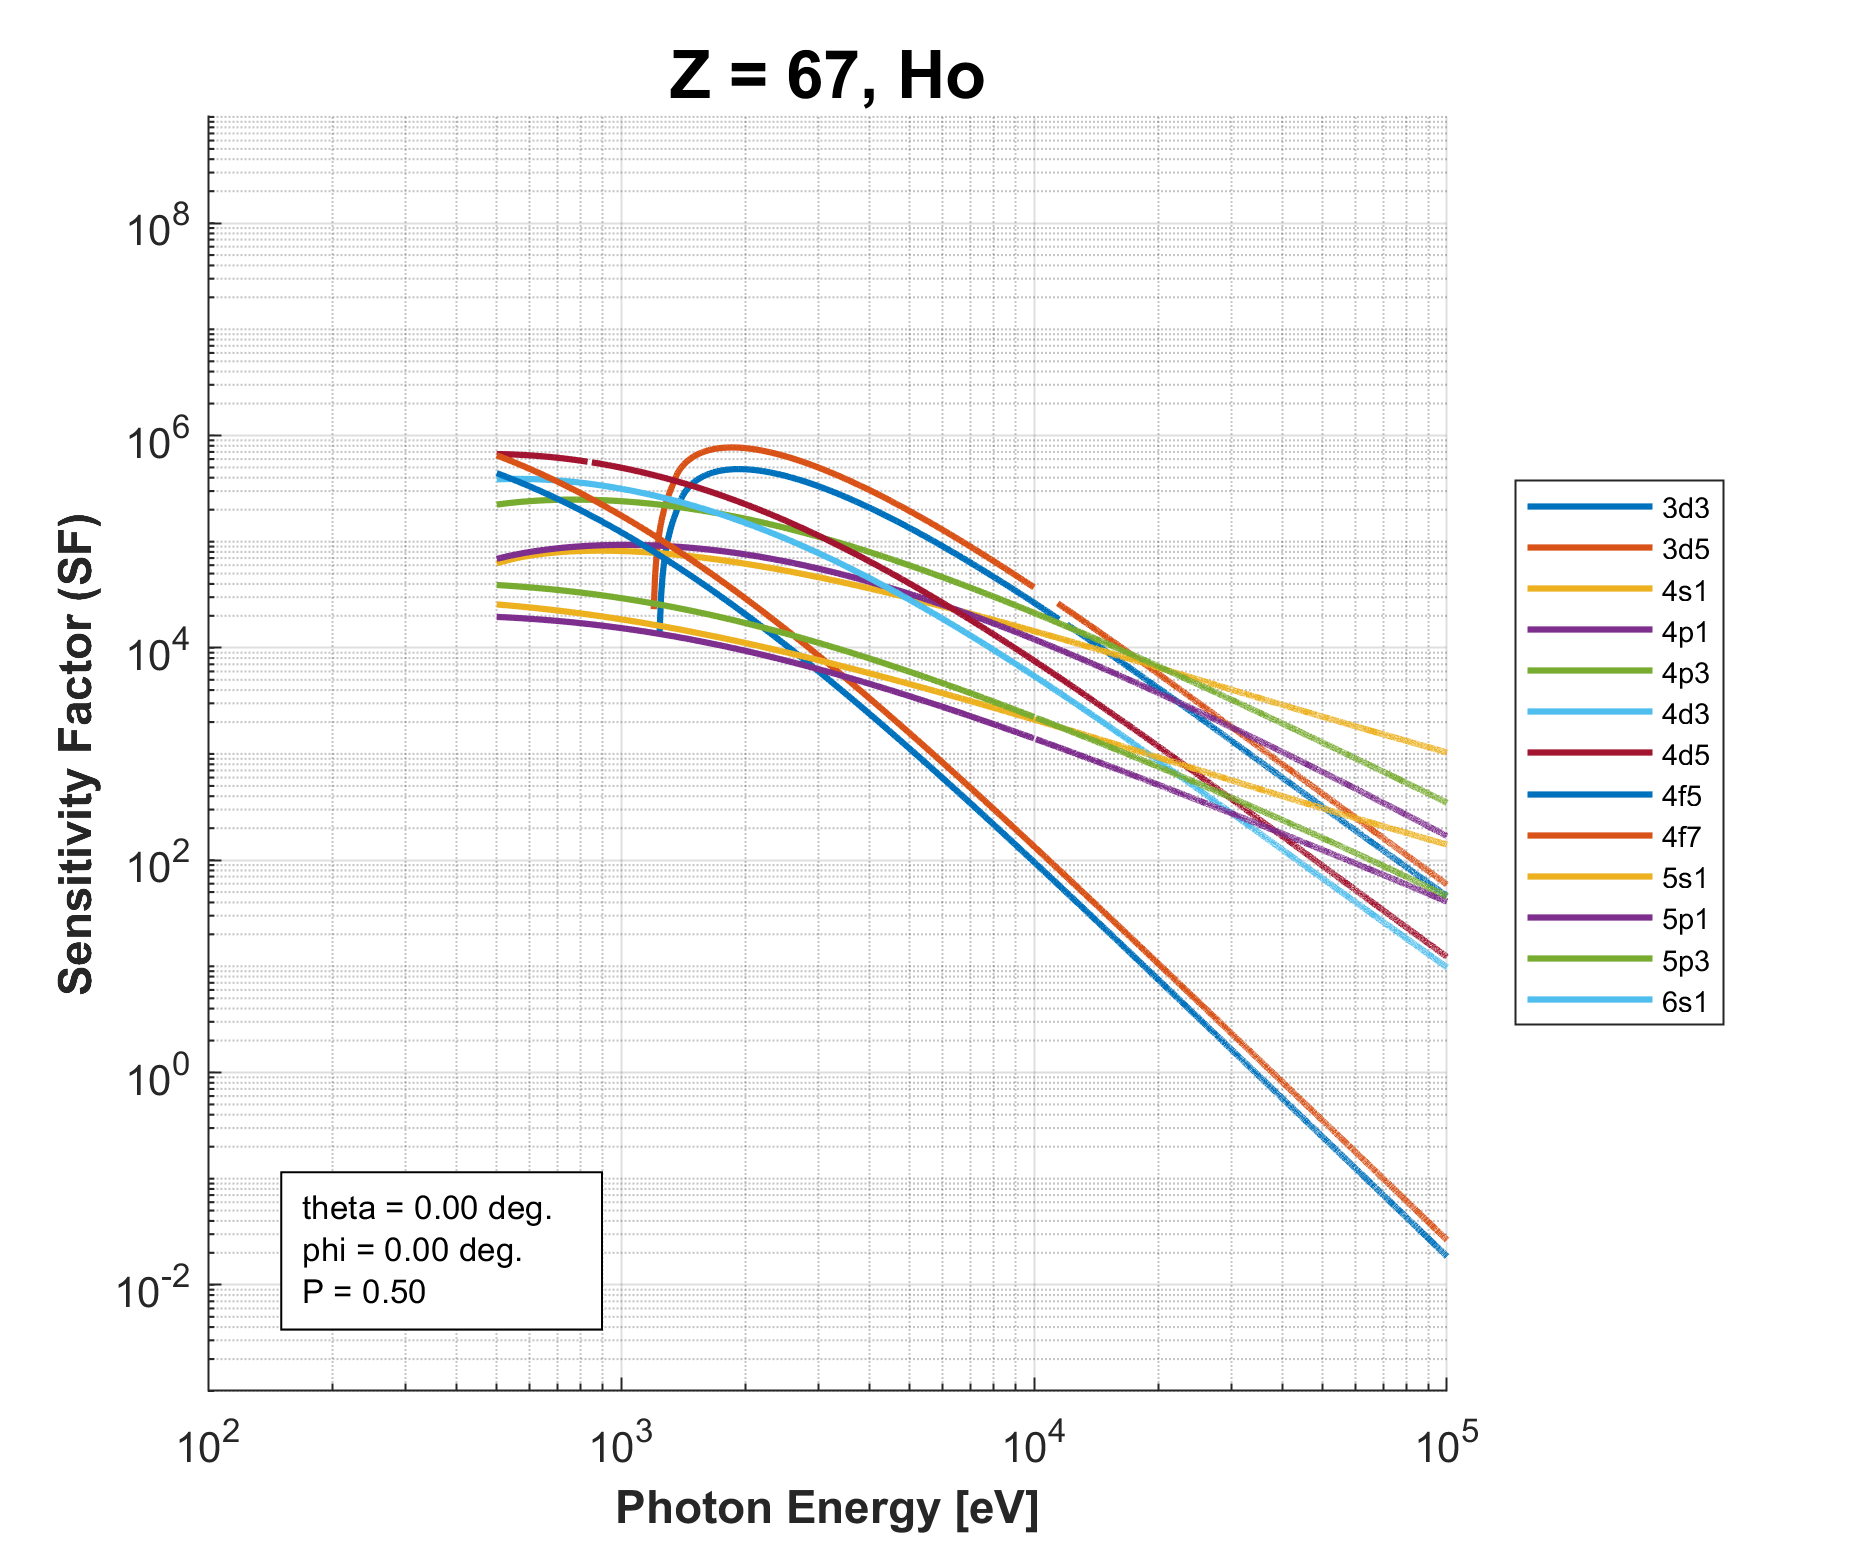 Z = 67, Ho
Sensitivity Factor (SF)
10^8
10^6
10^4
10^2
10^0
10^-2
10^2
10^3
10^4
10^5
Photon Energy [eV]
theta = 0.00 deg.
phi = 0.00 deg.
P = 0.50
3d3
3d5
4s1
4p1
4p3
4d3
4d5
4f5
4f7
5s1
5p1
5p3
6s1